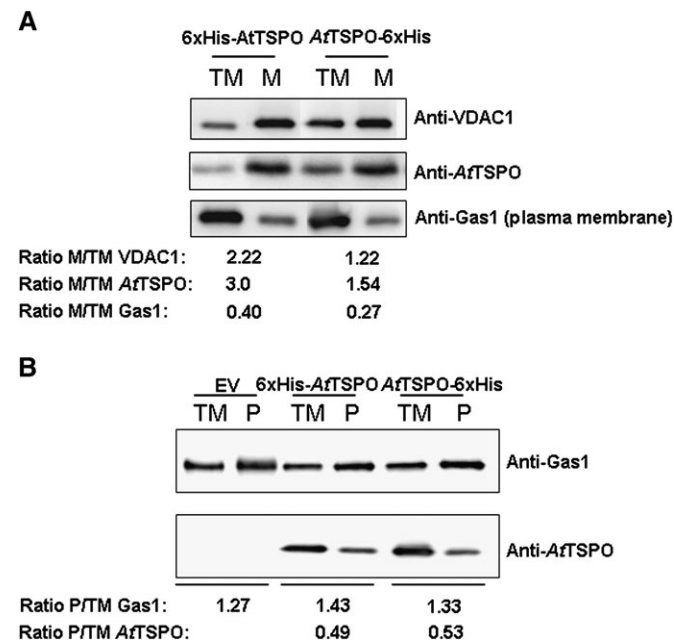 A
6xHis-AtTSPO AtTSPO-6xHis
TM M TM M
Anti-VDAC1
Anti-AtTSPO
Anti-Gas1 (plasma membrane)
Ratio M/TM VDAC1: 2.22 1.22
Ratio M/TM AtTSPO: 3.0 1.54
Ratio M/TM Gas1: 0.40 0.27
B
EV 6xHis-AtTSPO AtTSPO-6xHis
TM P TM P TM P
Anti-Gas1
Anti-AtTSPO
Ratio P/TM Gas1: 1.27 1.43 1.33
Ratio P/TM AtTSPO: 0.49 0.53